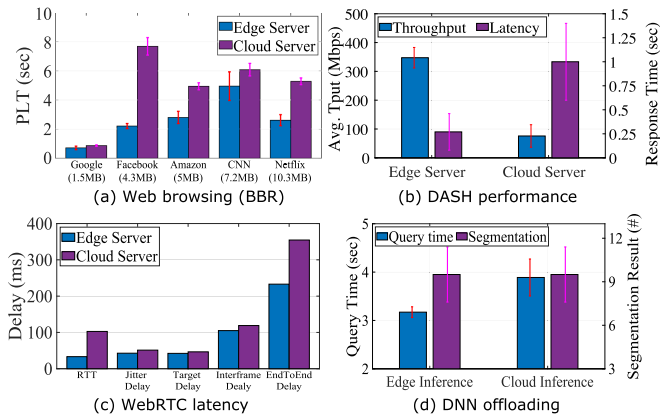 10
8
6
4
2
0
PLT (sec)
Edge Server
Cloud Server
Google Facebook Amazon CNN Netflix
(1.5MB) (4.3MB) (5MB) (7.2MB) (10.3MB)
(a) Web browsing (BBR)
500
400
300
200
100
0
Avg. Tput (Mbps)
Throughput Latency
1.5
1.25
1
0.75
0.5
0.25
0
Response Time (sec)
Edge Server Cloud Server
(b) DASH performance
400
300
200
100
0
Delay (ms)
Edge Server
Cloud Server
RTT Jitter Target Interframe EndToEnd
Delay Delay Dealy Delay
(c) WebRTC latency
5
4
3
2
Query Time (sec)
Query time Segmentation
12
9
6
3
Segmentation Result (#)
Edge Inference Cloud Inference
(d) DNN offloading